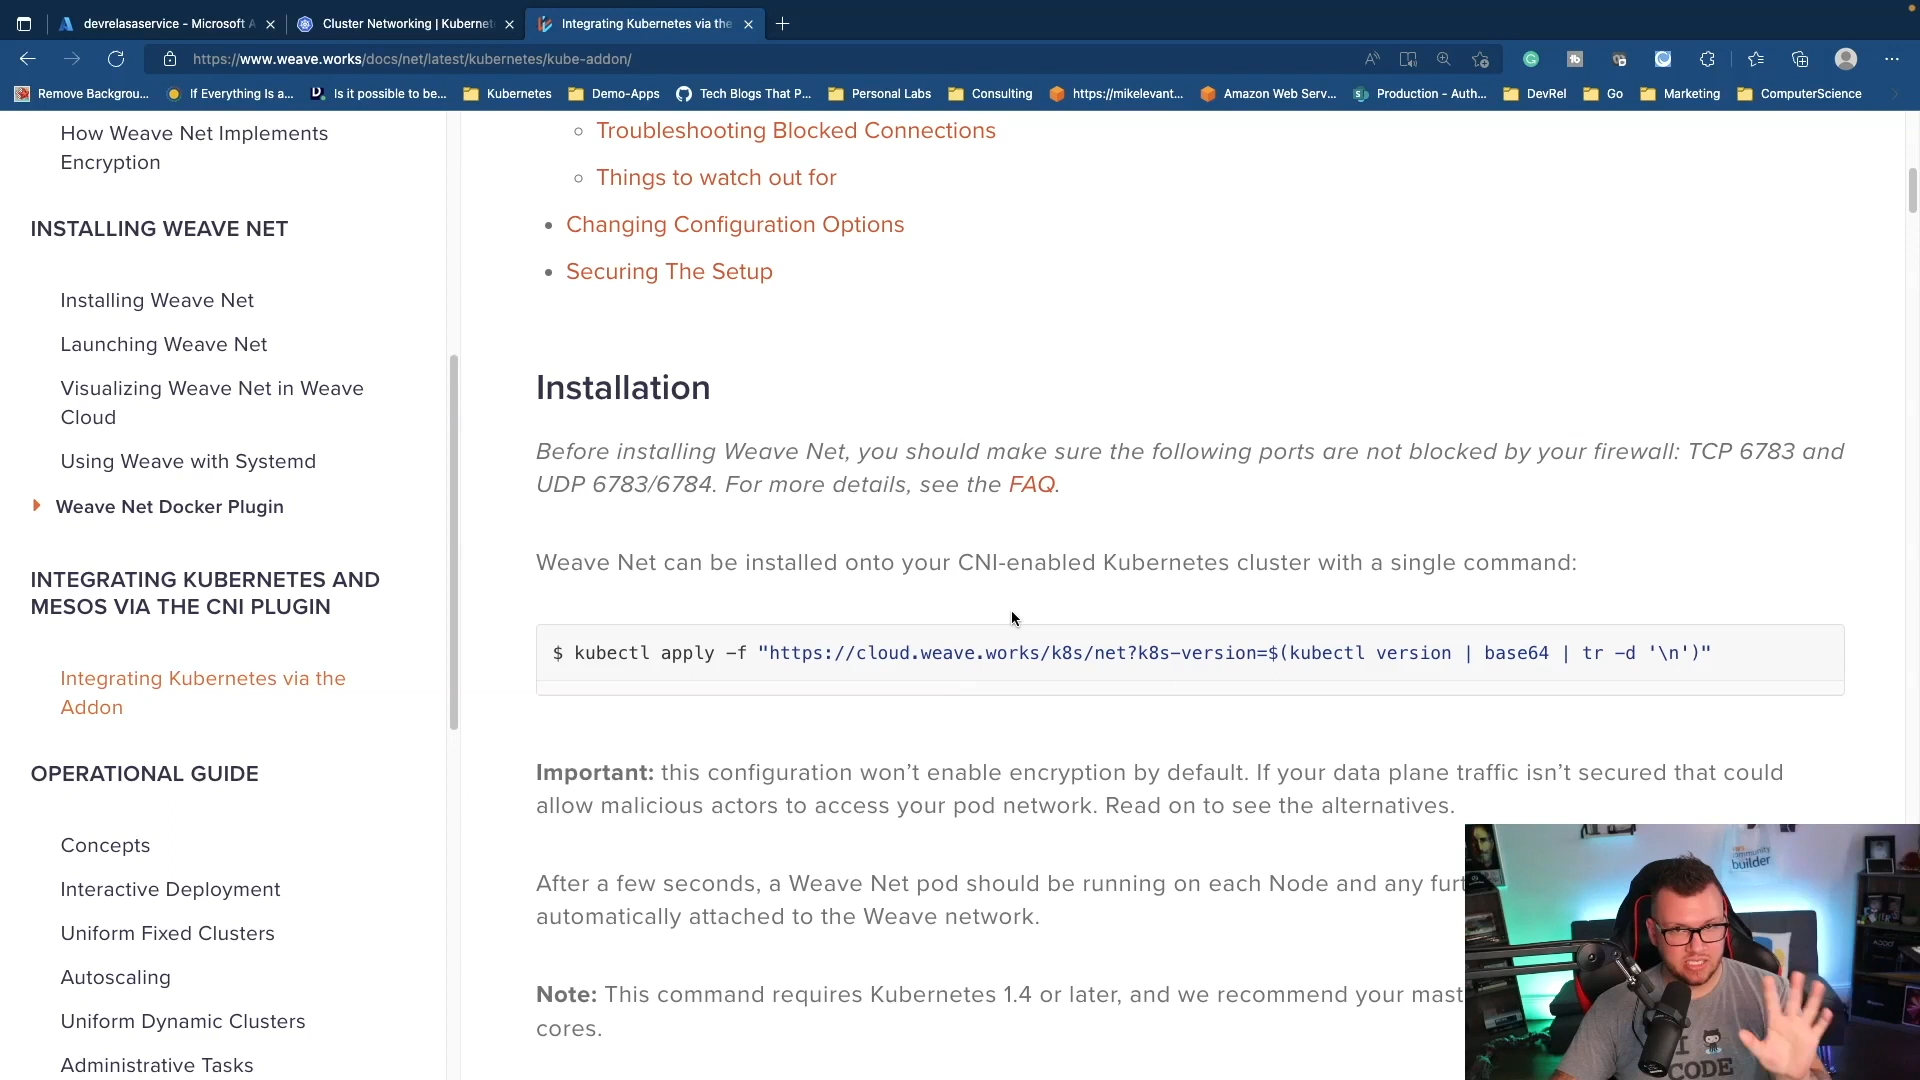 devrelasaservice - Microsoft A
Cluster Networking | Kubernet
Integrating Kubernetes via the
https://www.weave.works/docs/net/latest/kubernetes/kube-addon/
Remove Backgrou...
If Everything Is a...
Is it possible to be...
Kubernetes
Demo-Apps
Tech Blogs That P...
Personal Labs
Consulting
https://mikelevant...
Amazon Web Serv...
Production - Auth...
DevRel
Go
Marketing
ComputerScience
How Weave Net Implements
Encryption
INSTALLING WEAVE NET
Installing Weave Net
Launching Weave Net
Visualizing Weave Net in Weave
Cloud
Using Weave with Systemd
Weave Net Docker Plugin
INTEGRATING KUBERNETES AND
MESOS VIA THE CNI PLUGIN
Integrating Kubernetes via the
Addon
OPERATIONAL GUIDE
Concepts
Interactive Deployment
Uniform Fixed Clusters
Autoscaling
Uniform Dynamic Clusters
Administrative Tasks
Troubleshooting Blocked Connections
Things to watch out for
Changing Configuration Options
Securing The Setup
Installation
Before installing Weave Net, you should make sure the following ports are not blocked by your firewall: TCP 6783 and
UDP 6783/6784. For more details, see the FAQ.
Weave Net can be installed onto your CNI-enabled Kubernetes cluster with a single command:
$ kubectl apply -f "https://cloud.weave.works/k8s/net?k8s-version=$(kubectl version | base64 | tr -d '\n')"
Important: this configuration won't enable encryption by default. If your data plane traffic isn't secured that could
allow malicious actors to access your pod network. Read on to see the alternatives.
After a few seconds, a Weave Net pod should be running on each Node and any furt
automatically attached to the Weave network.
Note: This command requires Kubernetes 1.4 or later, and we recommend your mast
cores.
community
builder
I
CODE